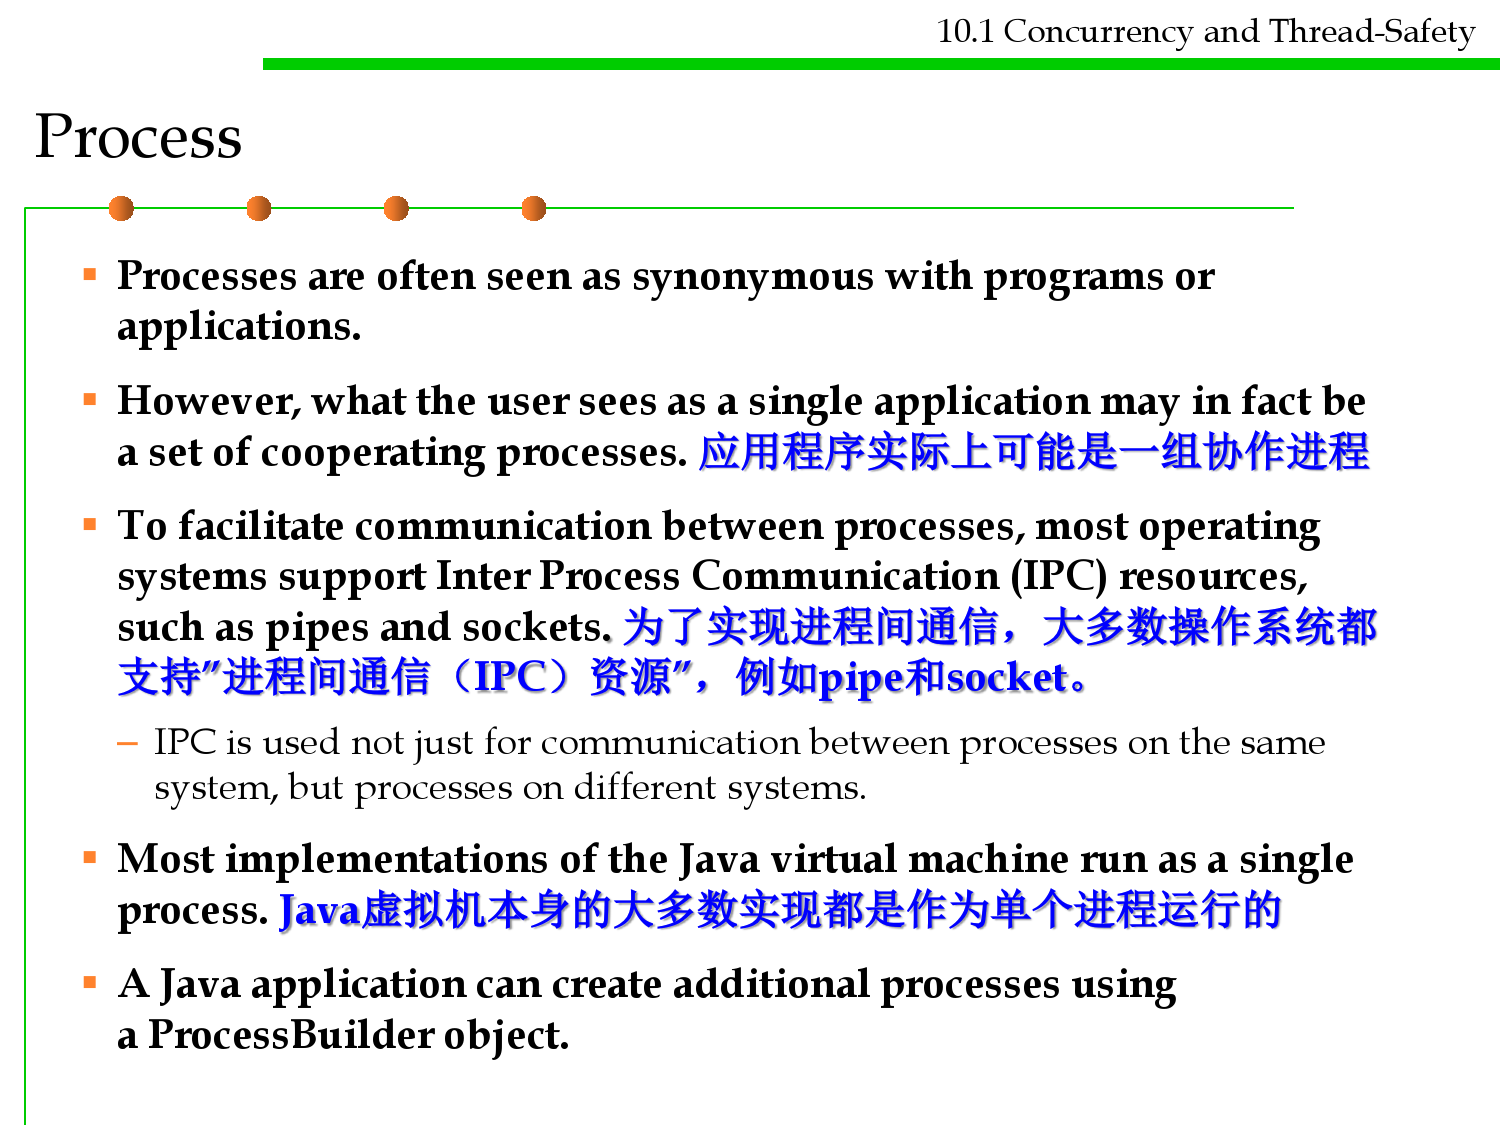 10.1 Concurrency and Thread-Safety
Process
Processes are often seen as synonymous with programs or
applications.
However, what the user sees as a single application may in fact be
a set of cooperating processes. 应用程序实际上可能是一组协作进程
To facilitate communication between processes, most operating
systems support Inter Process Communication (IPC) resources,
such as pipes and sockets. 为了实现进程间通信，大多数操作系统都
支持”进程间通信（IPC）资源”，例如pipe和socket。
– IPC is used not just for communication between processes on the same
system, but processes on different systems.
Most implementations of the Java virtual machine run as a single
process. Java虚拟机本身的大多数实现都是作为单个进程运行的
A Java application can create additional processes using
a ProcessBuilder object.